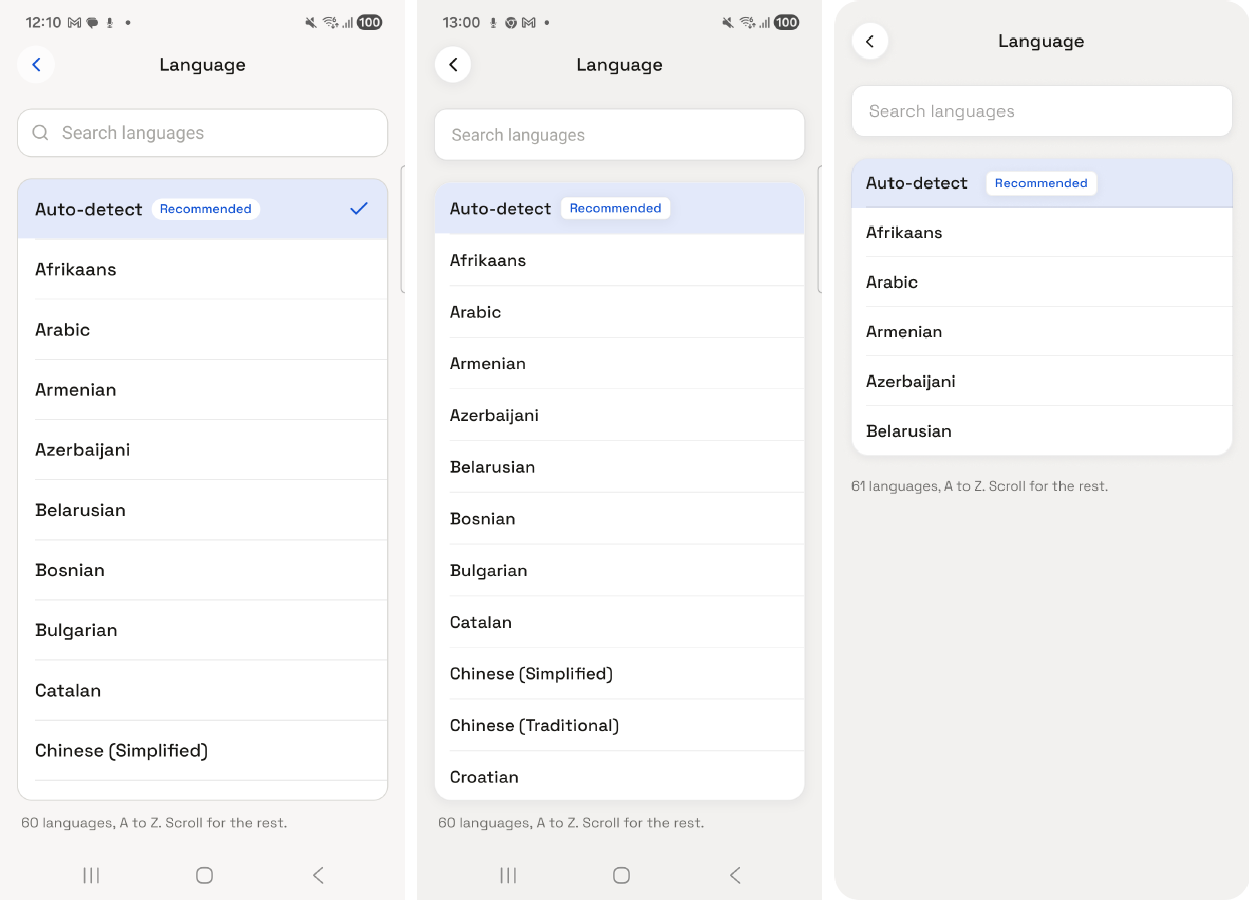 12:10
100
Language
Search languages
Auto-detect Recommended
Afrikaans
Arabic
Armenian
Azerbaijani
Belarusian
Bosnian
Bulgarian
Catalan
Chinese (Simplified)
60 languages, A to Z. Scroll for the rest.
13:00
100
Language
Search languages
Auto-detect Recommended
Afrikaans
Arabic
Armenian
Azerbaijani
Belarusian
Bosnian
Bulgarian
Catalan
Chinese (Simplified)
Chinese (Traditional)
Croatian
60 languages, A to Z. Scroll for the rest.
Language
Search languages
Auto-detect Recommended
Afrikaans
Arabic
Armenian
Azerbaijani
Belarusian
61 languages, A to Z. Scroll for the rest.